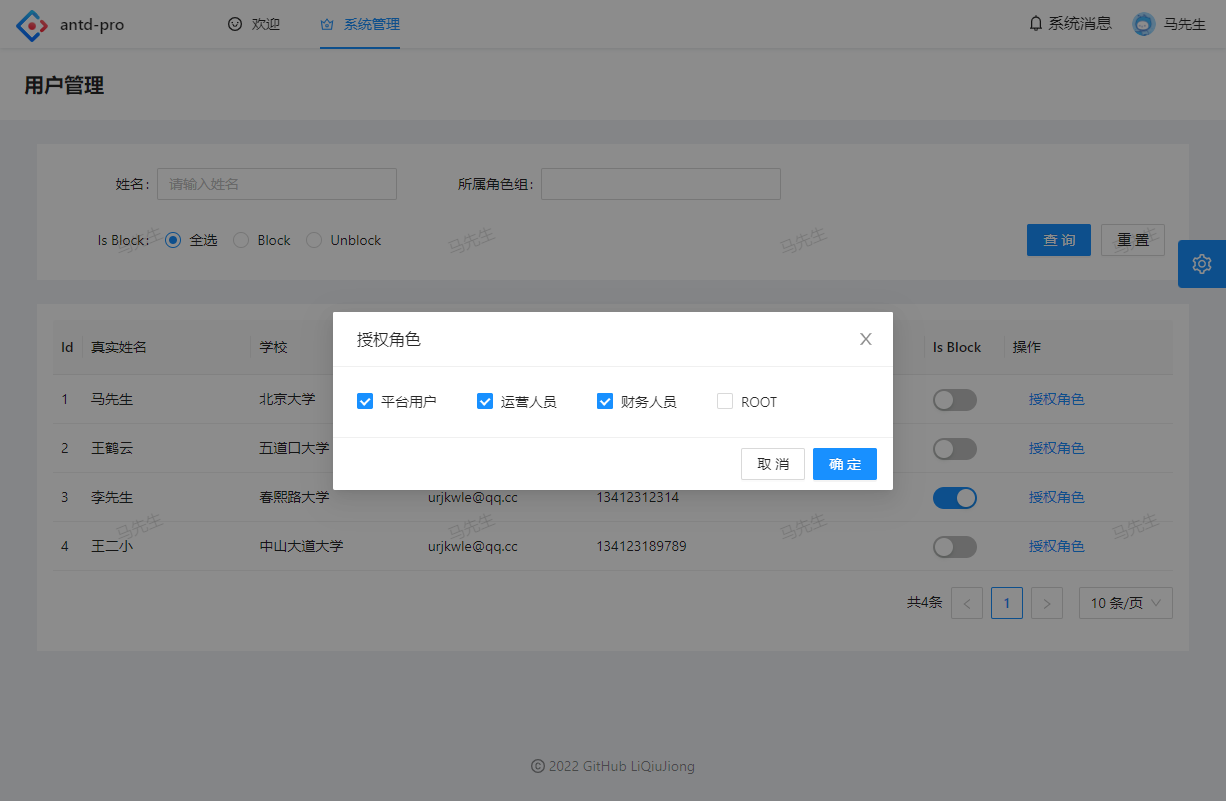 antd-pro 欢迎 系统管理 系统消息 马先生
用户管理
姓名: 请输入姓名 所属角色组:
Is Block: 全选 Block Unblock 查 询 重 置
马先生 马先生 马先生 马先生
授权角色
Id 真实姓名 学校 Is Block 操作
1 马先生 北京大学 授权角色
平台用户 运营人员 财务人员 ROOT
2 王鹤云 五道口大学 授权角色
取 消 确 定
3 李先生 春熙路大学 urjkwle@qq.cc 13412312314 授权角色
马先生 马先生 马先生 马先生
4 王二小 中山大道大学 urjkwle@qq.cc 134123189789 授权角色
共4条 < 1 > 10 条/页
© 2022 GitHub LiQiuJiong